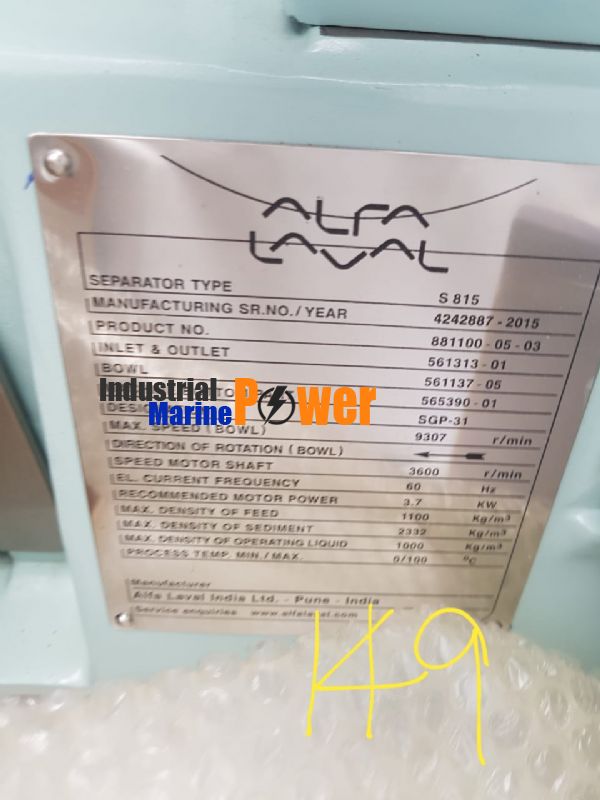 ALFA
LAVAL
SEPARATOR TYPE S 815
MANUFACTURING SR.NO./YEAR 4242887 - 2015
PRODUCT NO. 881100 - 05 - 03
INLET & OUTLET 561313 - 01
BOWL 561137 - 05
565390 - 01
Industrial Marine Power
SGP-31
MAX. SPEED (BOWL) 9307 r/min
DIRECTION OF ROTATION (BOWL)
SPEED MOTOR SHAFT 3600 r/min
EL. CURRENT FREQUENCY 60 Hz
RECOMMENDED MOTOR POWER 3.7 KW
MAX. DENSITY OF FEED 1100 Kg/m³
MAX. DENSITY OF SEDIMENT 2332 Kg/m³
MAX. DENSITY OF OPERATING LIQUID 1000 Kg/m³
PROCESS TEMP. MIN./MAX. 0/100 ºC
Manufacturer
Alfa Laval India Ltd. - Pune - India
Service enquiries www.alfalaval.com